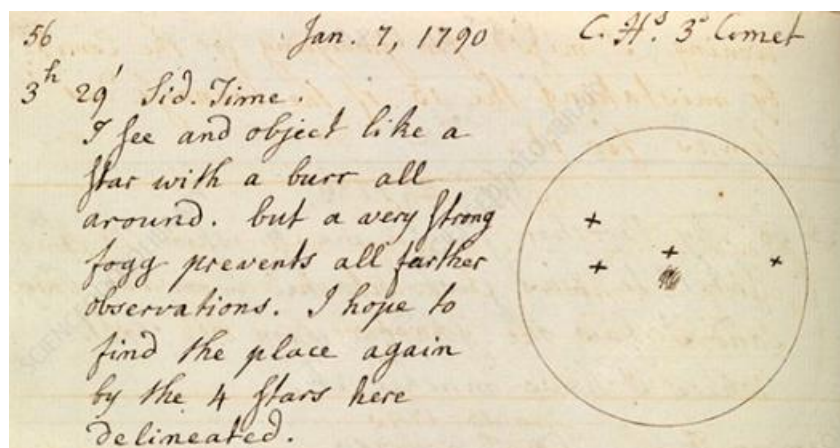 56 Jan. 7, 1790 C. H's 3d Comet
3h 29' Sid. Time.
I see and object like a
star with a burr all
around. but a very strong
fogg prevents all farther
observations. I hope to
find the place again
by the 4 stars here
delineated.